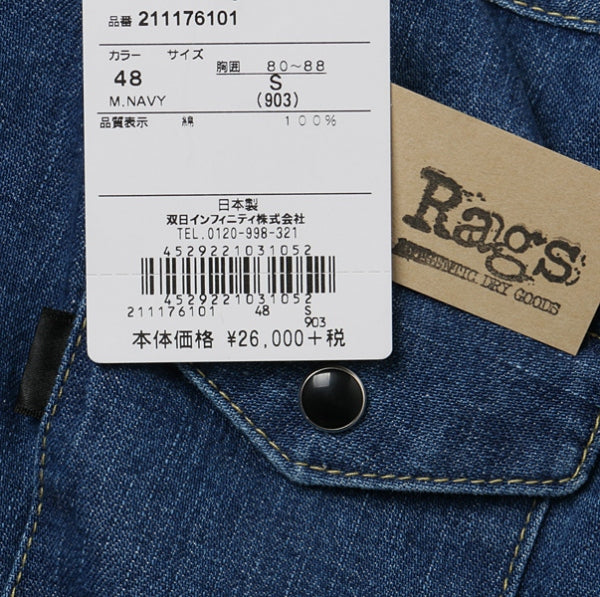 品番 211176101
カラー サイズ
胸囲 80~88
48 S
M.NAVY (903)
品質表示 綿 100%
日本製
双日インフィニティ株式会社
TEL.0120-998-321
4529221031052
4529221031052
211176101 48 S
903
本体価格 ¥26,000+税
Rags
AUTHENTIC DRY GOODS